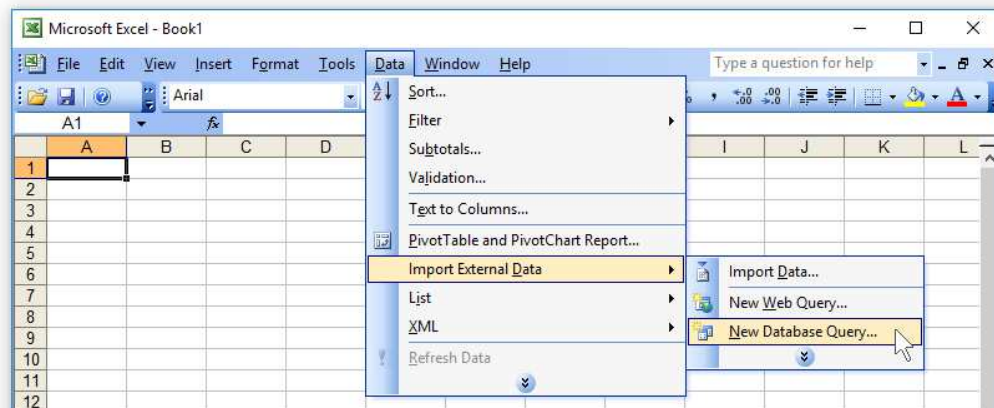 Microsoft Excel - Book1
File Edit View Insert Format Tools Data Window Help Type a question for help
Arial
A1 fx
A B C D I J K L
Sort...
Filter
Subtotals...
Validation...
Text to Columns...
PivotTable and PivotChart Report...
Import External Data
List
XML
Refresh Data
Import Data...
New Web Query...
New Database Query...
1
2
3
4
5
6
7
8
9
10
11
12